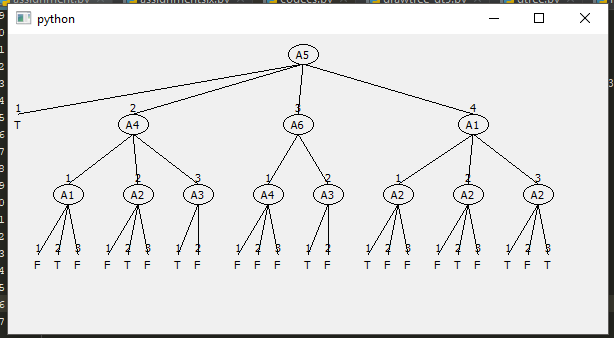 python
A5
1 2 3 4
T A4 A6 A1
1 2 3 1 2 1 2 3
A1 A2 A3 A4 A3 A2 A2 A2
1 2 3 1 2 3 1 2 1 2 3 1 2 1 2 3 1 2 3 1 2 3
F T F F T F T F F F F T F T F F F T F T F T